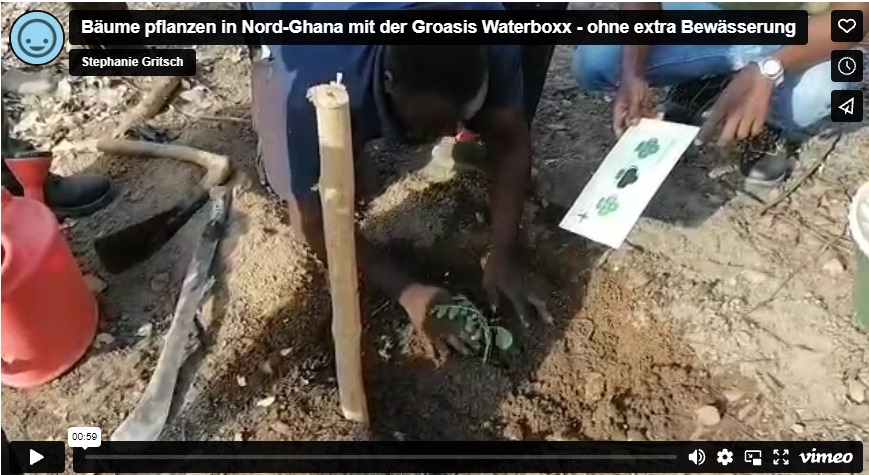 Bäume pflanzen in Nord-Ghana mit der Groasis Waterboxx - ohne extra Bewässerung
Stephanie Gritsch
00:59
vimeo